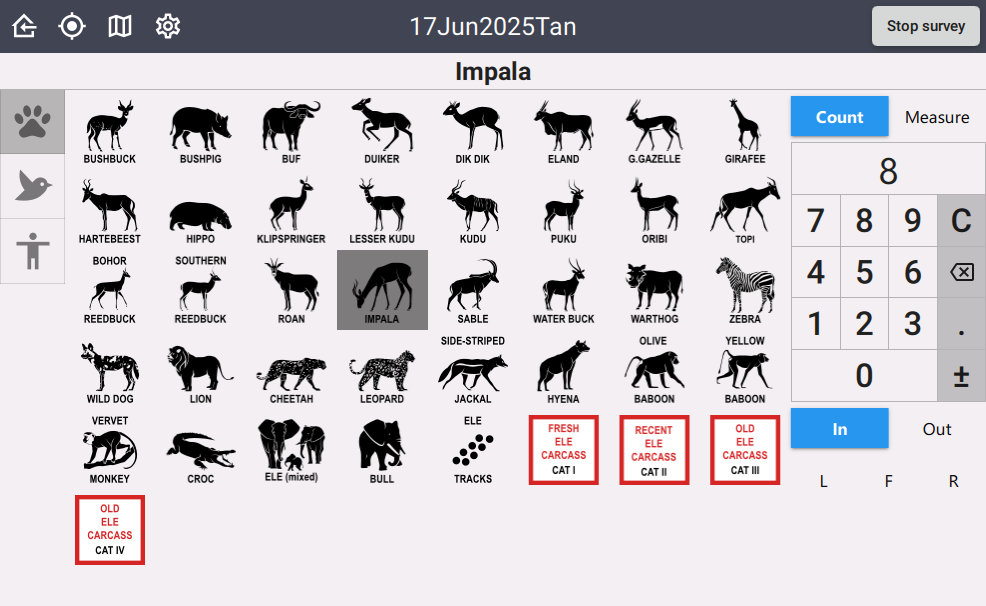 17Jun2025Tan
Stop survey
Impala
BUSHBUCK
BUSHPIG
BUF
DUIKER
DIK DIK
ELAND
G.GAZELLE
GIRAFEE
HARTEBEEST
HIPPO
KLIPSPRINGER
LESSER KUDU
KUDU
PUKU
ORIBI
TOPI
BOHOR
REEDBUCK
SOUTHERN
REEDBUCK
ROAN
IMPALA
SABLE
WATER BUCK
WARTHOG
ZEBRA
WILD DOG
LION
CHEETAH
LEOPARD
SIDE-STRIPED
JACKAL
HYENA
OLIVE
BABOON
YELLOW
BABOON
VERVET
MONKEY
CROC
ELE (mixed)
BULL
ELE
TRACKS
FRESH
ELE
CARCASS
CAT I
RECENT
ELE
CARCASS
CAT II
OLD
ELE
CARCASS
CAT III
OLD
ELE
CARCASS
CAT IV
Count
Measure
8
7 8 9 C
4 5 6
1 2 3 .
0 ±
In
Out
L F R